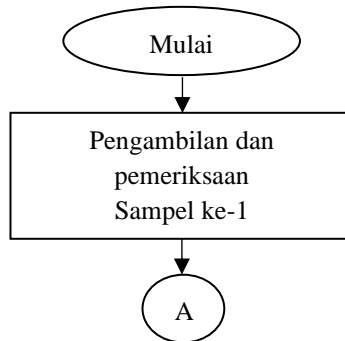 Mulai
Pengambilan dan
pemeriksaan
Sampel ke-1
A